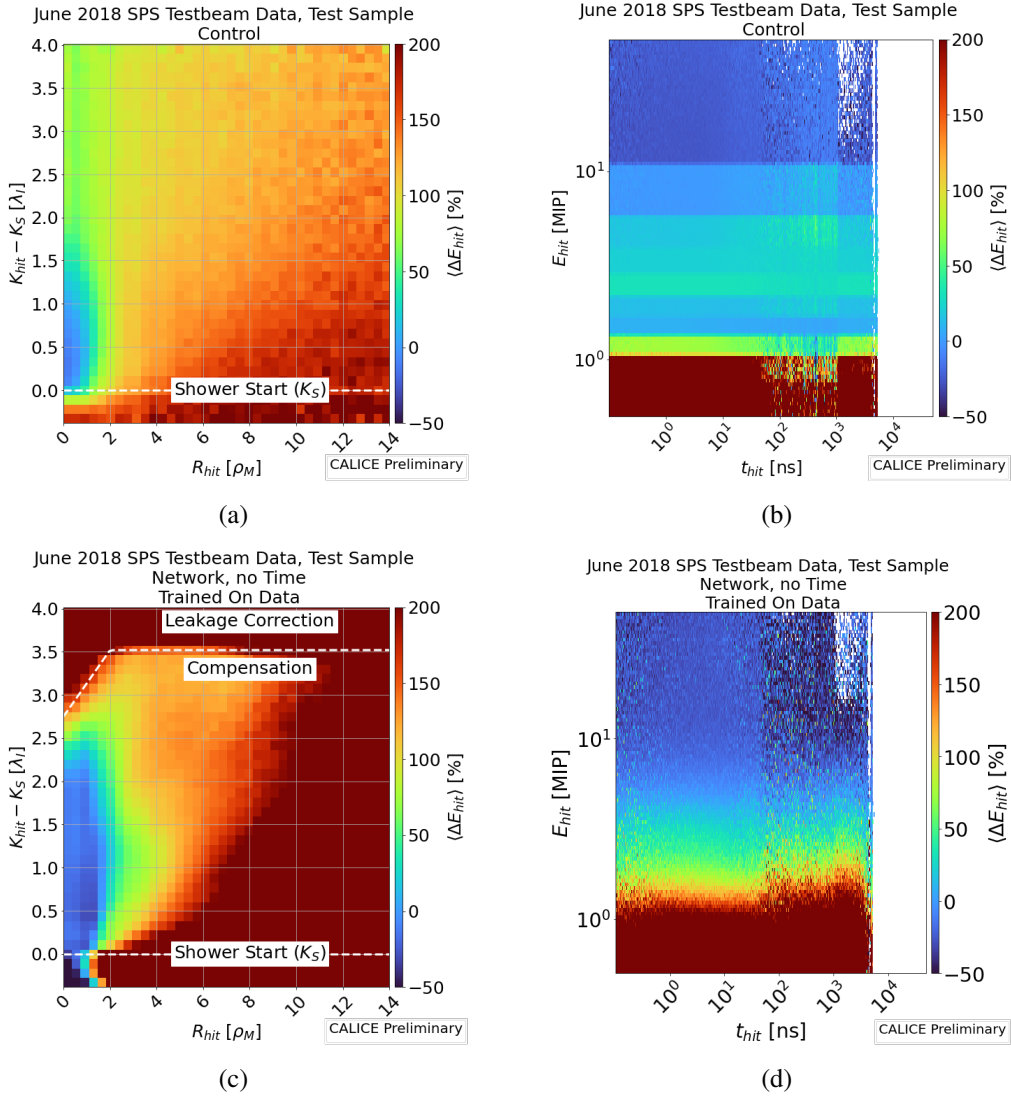 June 2018 SPS Testbeam Data, Test Sample
Control
4.0
3.5
3.0
2.5
2.0
1.5
1.0
0.5
0.0
K_hit − K_S [λ_I]
Shower Start (K_S)
0 2 4 6 8 10 12 14
R_hit [ρ_M]
200
150
100
50
0
−50
⟨ΔE_hit⟩ [%]
CALICE Preliminary
(a)
June 2018 SPS Testbeam Data, Test Sample
Control
10^1
10^0
E_hit [MIP]
10^0 10^1 10^2 10^3 10^4
t_hit [ns]
200
150
100
50
0
−50
⟨ΔE_hit⟩ [%]
CALICE Preliminary
(b)
June 2018 SPS Testbeam Data, Test Sample
Network, no Time
Trained On Data
4.0
3.5
3.0
2.5
2.0
1.5
1.0
0.5
0.0
K_hit − K_S [λ_I]
Leakage Correction
Compensation
Shower Start (K_S)
0 2 4 6 8 10 12 14
R_hit [ρ_M]
200
150
100
50
0
−50
⟨ΔE_hit⟩ [%]
CALICE Preliminary
(c)
June 2018 SPS Testbeam Data, Test Sample
Network, no Time
Trained On Data
10^1
10^0
E_hit [MIP]
10^0 10^1 10^2 10^3 10^4
t_hit [ns]
200
150
100
50
0
−50
⟨ΔE_hit⟩ [%]
CALICE Preliminary
(d)